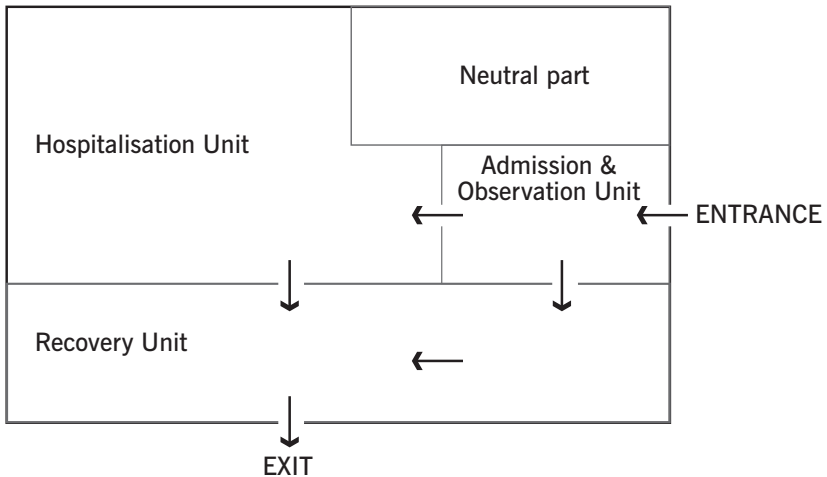 Neutral part
Hospitalisation Unit
Admission &
Observation Unit
ENTRANCE
Recovery Unit
EXIT